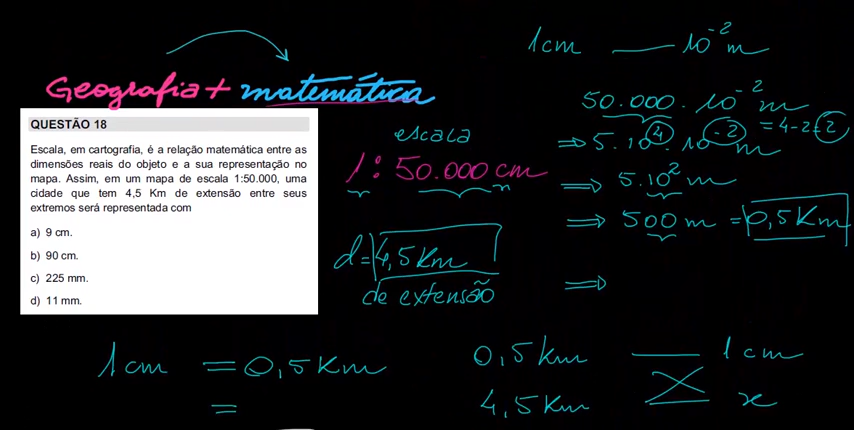 1cm —— 10⁻² m
Geografia + matemática
50.000 . 10⁻² m
QUESTÃO 18
Escala, em cartografia, é a relação matemática entre as
dimensões reais do objeto e a sua representação no
mapa. Assim, em um mapa de escala 1:50.000, uma
cidade que tem 4,5 Km de extensão entre seus
extremos será representada com
a) 9 cm.
b) 90 cm.
c) 225 mm.
d) 11 mm.
escala
1 : 50.000 cm
d = 4,5 Km
de extensão
⇒ 5.10⁴. 10⁻² m = 4-2=2
⇒ 5.10² m
⇒ 500 m = 0,5 Km
⇒
1cm = 0,5 Km
=
0,5 km —— 1 cm
4,5 Km —— x